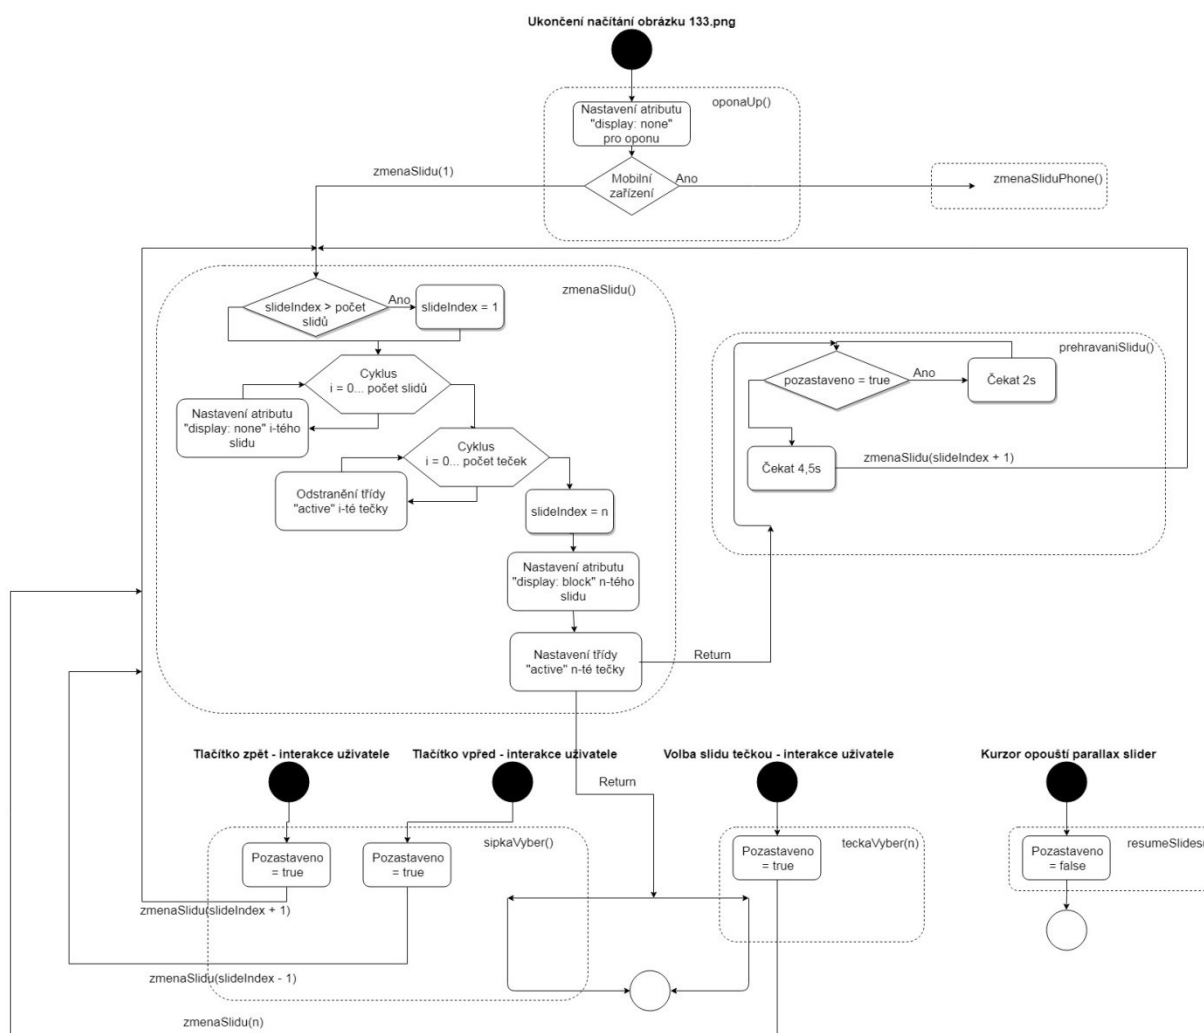 Ukončení načítání obrázku 133.png
oponaUp()
Nastavení atributu
"display: none"
pro oponu
zmenaSlidu(1)
Mobilní
zařízení
Ano
zmenaSliduPhone()
zmenaSlidu()
slideIndex > počet
slidů
Ano
slideIndex = 1
prehravaniSlidu()
Cyklus
i = 0... počet slidů
pozastaveno = true
Ano
Čekat 2s
Nastavení atributu
"display: none" i-tého
slidu
Cyklus
i = 0... počet teček
Čekat 4,5s
zmenaSlidu(slideIndex + 1)
Odstranění třídy
"active" i-té tečky
slideIndex = n
Nastavení atributu
"display: block" n-tého
slidu
Nastavení třídy
"active" n-té tečky
Return
Tlačítko zpět - interakce uživatele
Tlačítko vpřed - interakce uživatele
Volba slidu tečkou - interakce uživatele
Kurzor opouští parallax slider
Return
sipkaVyber()
teckaVyber(n)
resumeSlides(
Pozastaveno
= true
Pozastaveno
= true
Pozastaveno
= true
Pozastaveno
= false
zmenaSlidu(slideIndex + 1)
zmenaSlidu(slideIndex - 1)
zmenaSlidu(n)